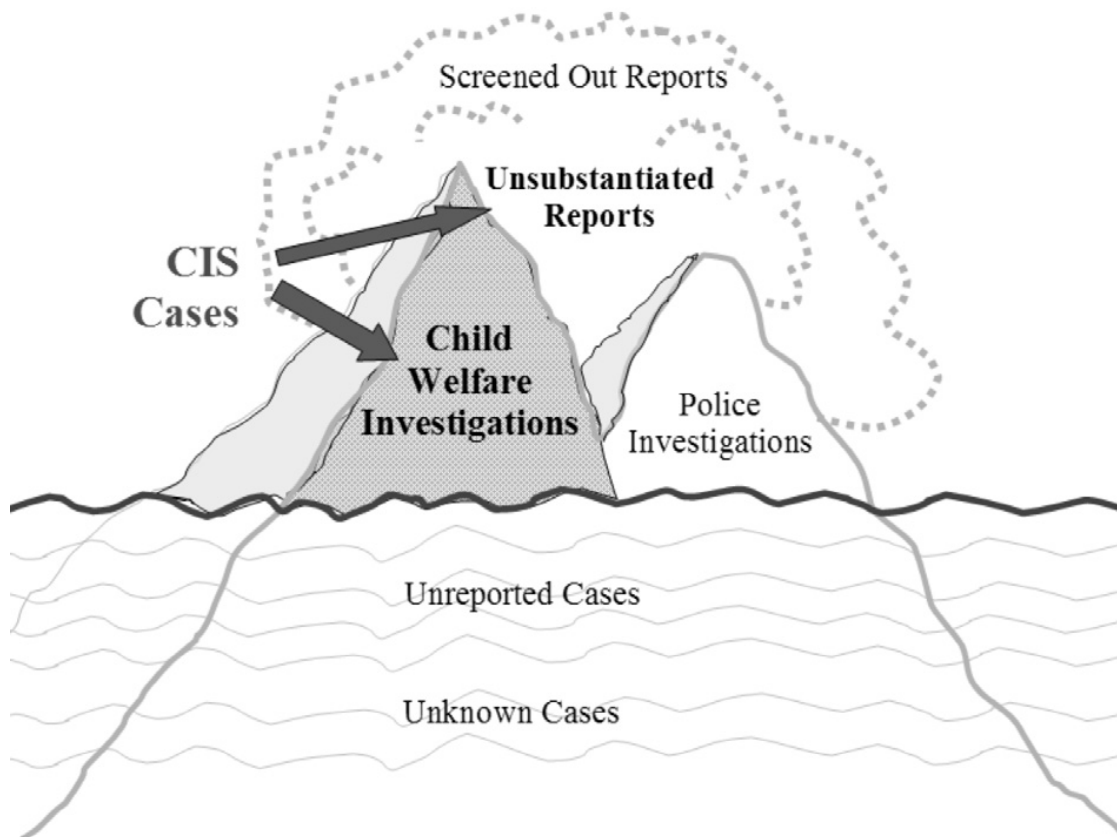 Screened Out Reports
Unsubstantiated
Reports
CIS
Cases
Child
Welfare
Investigations
Police
Investigations
Unreported Cases
Unknown Cases